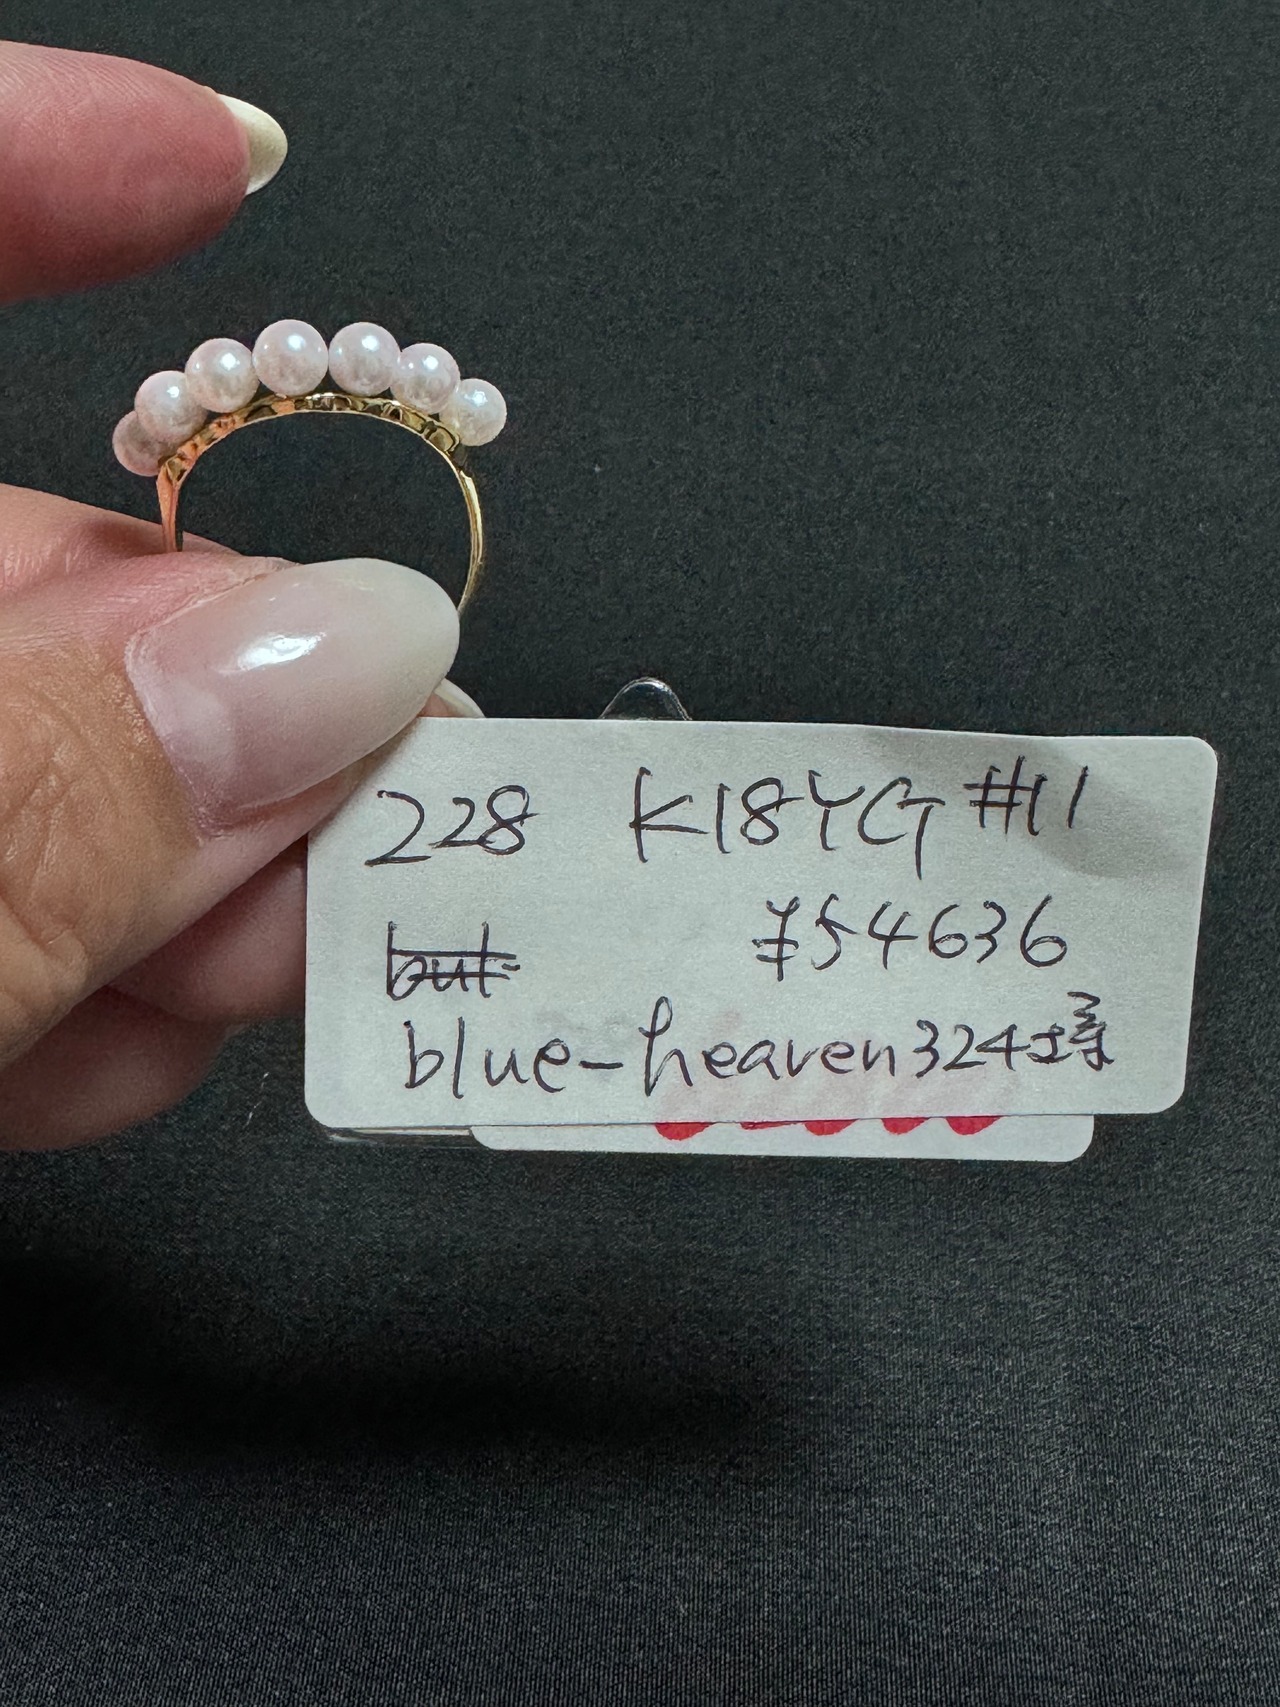 228 K18YG #11
¥54636
but
blue-heaven324様